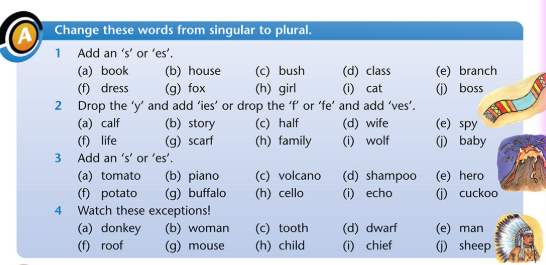 A
Change these words from singular to plural.
1 Add an ‘s’ or ‘es’.
(a) book (b) house (c) bush (d) class (e) branch
(f) dress (g) fox (h) girl (i) cat (j) boss
2 Drop the ‘y’ and add ‘ies’ or drop the ‘f’ or ‘fe’ and add ‘ves’.
(a) calf (b) story (c) half (d) wife (e) spy
(f) life (g) scarf (h) family (i) wolf (j) baby
3 Add an ‘s’ or ‘es’.
(a) tomato (b) piano (c) volcano (d) shampoo (e) hero
(f) potato (g) buffalo (h) cello (i) echo (j) cuckoo
4 Watch these exceptions!
(a) donkey (b) woman (c) tooth (d) dwarf (e) man
(f) roof (g) mouse (h) child (i) chief (j) sheep